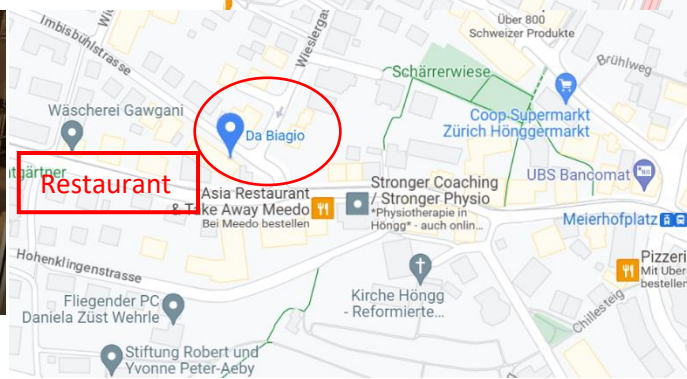 Imbisbühlstrasse
Wieslergas
Über 800
Schweizer Produkte
Brühlweg
Schärrerwiese
Wäscherei Gawgani
Da Biagio
Coop Supermarkt
Zürich Hönggermarkt
tgärtner
Restaurant
UBS Bancomat
Asia Restaurant
& Take Away Meedo
Bei Meedo bestellen
Stronger Coaching
/ Stronger Physio
*Physiotherapie in
Höngg* - auch onlin...
Meierhofplatz
Hohenklingenstrasse
Pizzeri
Mit Uber
bestellen
Fliegender PC
Daniela Züst Wehrle
Kirche Höngg
- Reformierte...
Chillesteig
Stiftung Robert und
Yvonne Peter-Aeby